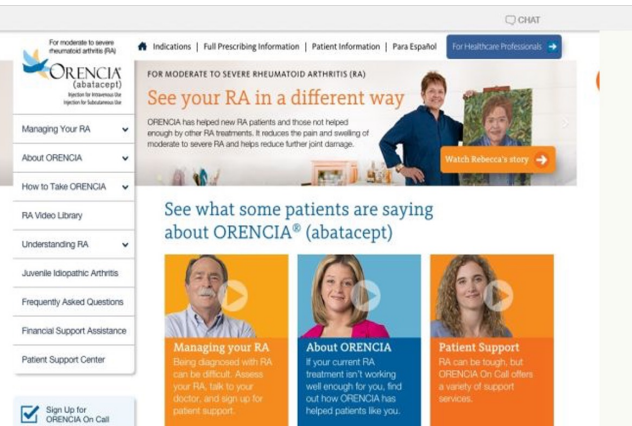 CHAT
For moderate to severe
rheumatoid arthritis (RA)
ORENCIA®
(abatacept)
Injection for Intravenous Use
Injection for Subcutaneous Use
Indications | Full Prescribing Information | Patient Information | Para Español
For Healthcare Professionals
FOR MODERATE TO SEVERE RHEUMATOID ARTHRITIS (RA)
See your RA in a different way
ORENCIA has helped new RA patients and those not helped
enough by other RA treatments. It reduces the pain and swelling of
moderate to severe RA and helps reduce further joint damage.
Watch Rebecca's story
Managing Your RA
About ORENCIA
How to Take ORENCIA
RA Video Library
Understanding RA
Juvenile Idiopathic Arthritis
Frequently Asked Questions
Financial Support Assistance
Patient Support Center
Sign Up for
ORENCIA On Call
See what some patients are saying
about ORENCIA® (abatacept)
Managing your RA
Being diagnosed with RA
can be difficult. Assess
your RA, talk to your
doctor, and sign up for
patient support.
About ORENCIA
If your current RA
treatment isn't working
well enough for you, find
out how ORENCIA has
helped patients like you.
Patient Support
RA can be tough, but
ORENCIA On Call offers
a variety of support
services.